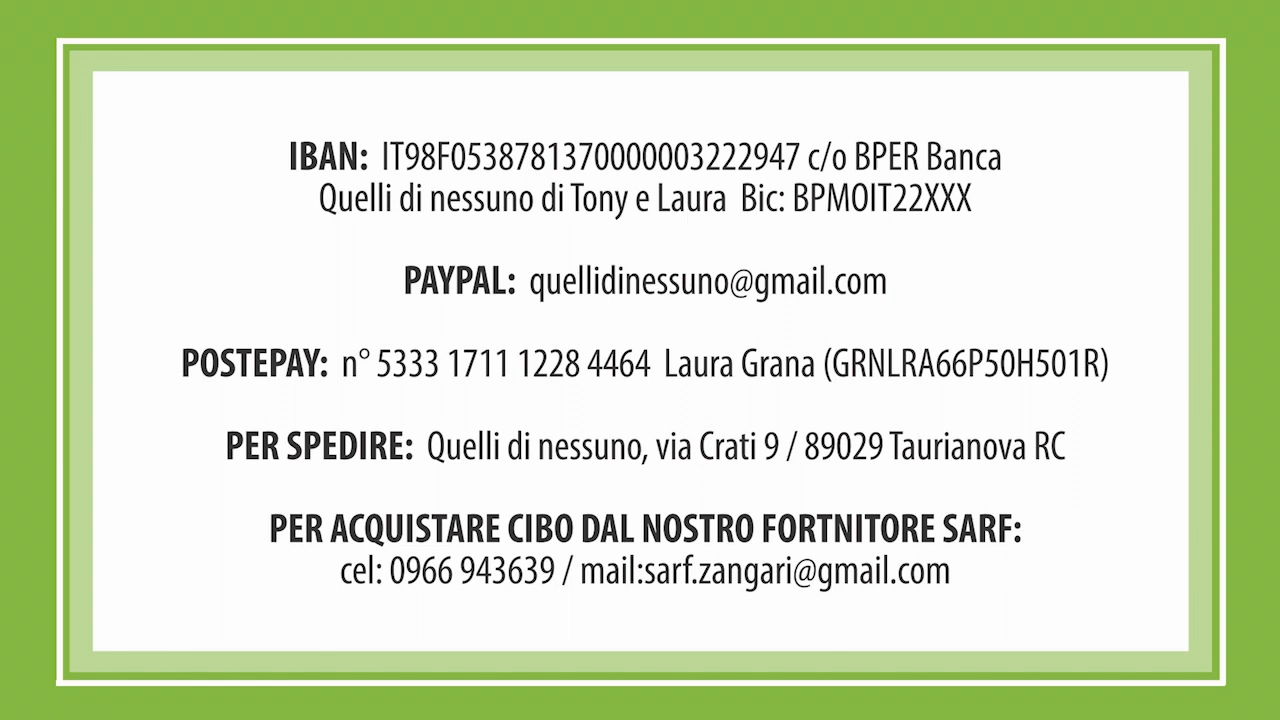 IBAN: IT98F0538781370000003222947 c/o BPER Banca
Quelli di nessuno di Tony e Laura Bic: BPMOIT22XXX
PAYPAL: quellidinessuno@gmail.com
POSTEPAY: n° 5333 1711 1228 4464 Laura Grana (GRNLRA66P50H501R)
PER SPEDIRE: Quelli di nessuno, via Crati 9 / 89029 Taurianova RC
PER ACQUISTARE CIBO DAL NOSTRO FORTNITORE SARF:
cel: 0966 943639 / mail:sarf.zangari@gmail.com